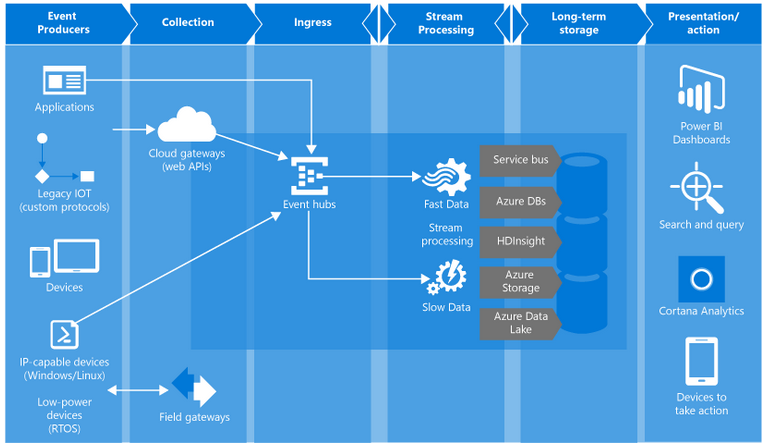 Event
Producers
Collection
Ingress
Stream
Processing
Long-term
storage
Presentation/
action
Applications
Legacy IOT
(custom protocols)
Devices
IP-capable devices
(Windows/Linux)
Low-power
devices
(RTOS)
Cloud gateways
(web APIs)
Field gateways
Event hubs
Fast Data
Stream
processing
Slow Data
Service bus
Azure DBs
HDInsight
Azure
Storage
Azure Data
Lake
Power BI
Dashboards
Search and query
Cortana Analytics
Devices to
take action